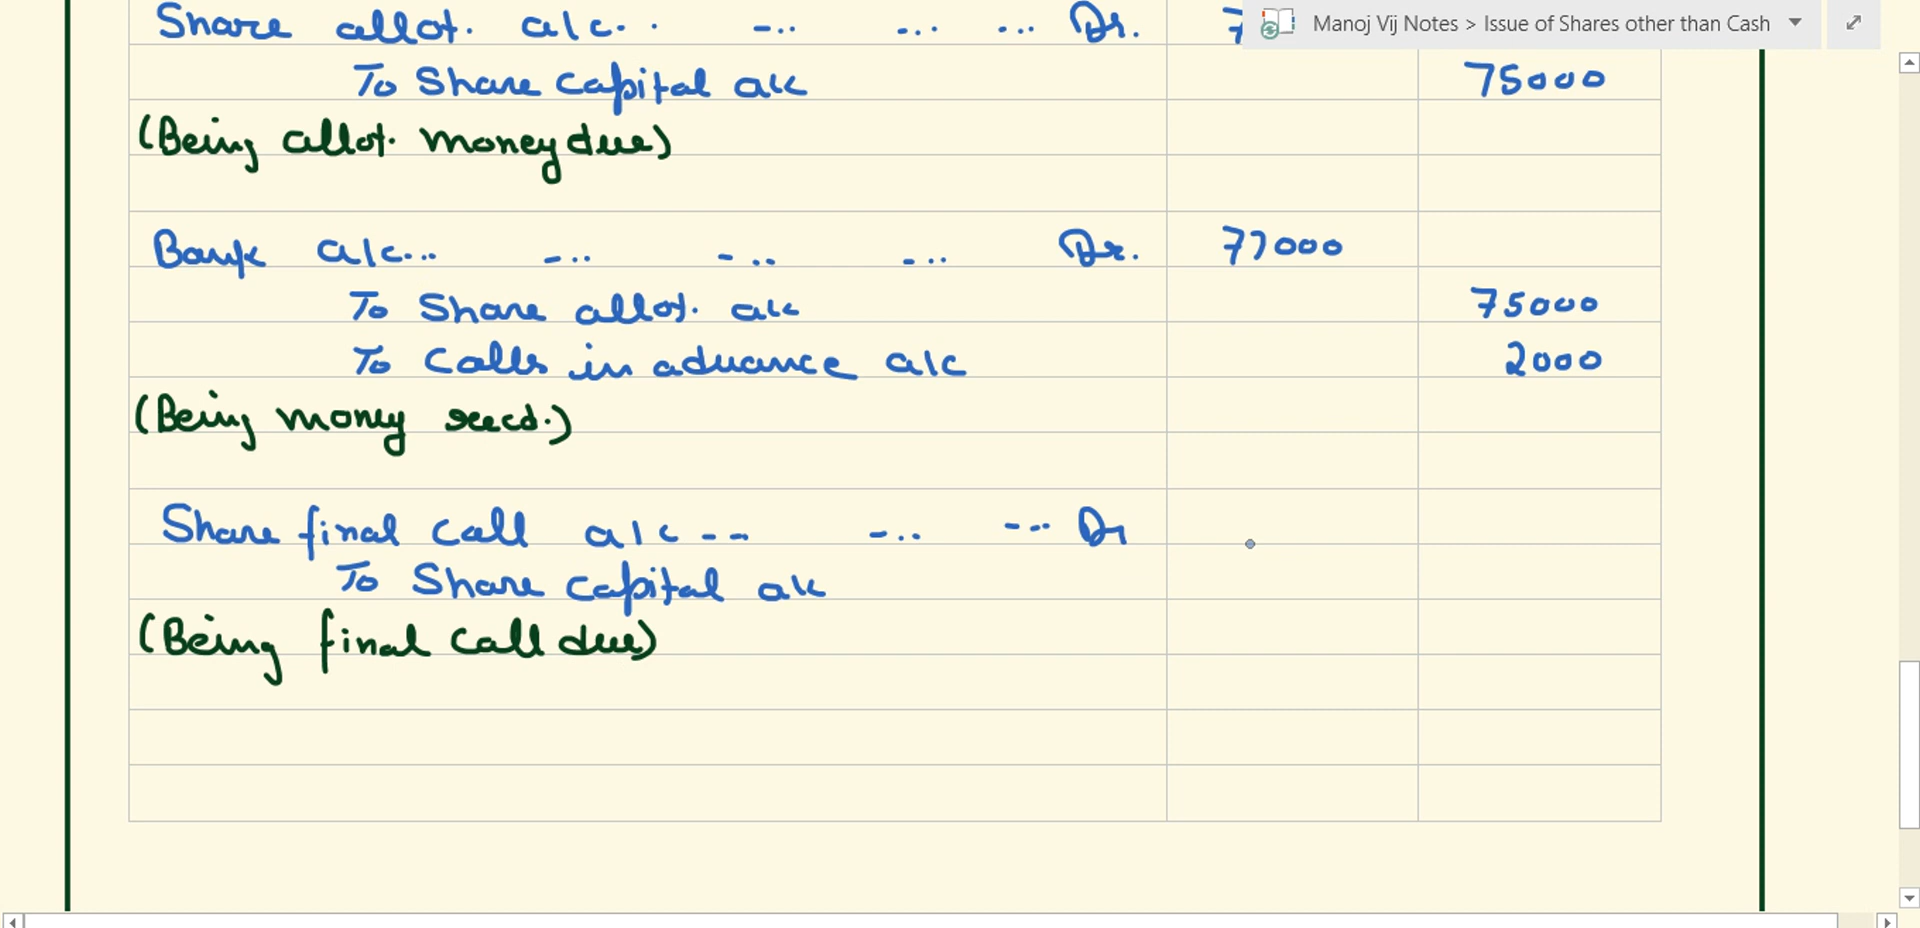 Share allot. a/c.. ... ... ... Dr. 7
Manoj Vij Notes > Issue of Shares other than Cash
To Share capital a/c 75000
(Being allot. money due)
Bank a/c... ... ... ... Dr. 77000
To Share allot. a/c 75000
To Calls in advance a/c 2000
(Being money recd.)
Share final call a/c -- ... ... Dr
To Share capital a/c
(Being final call due)